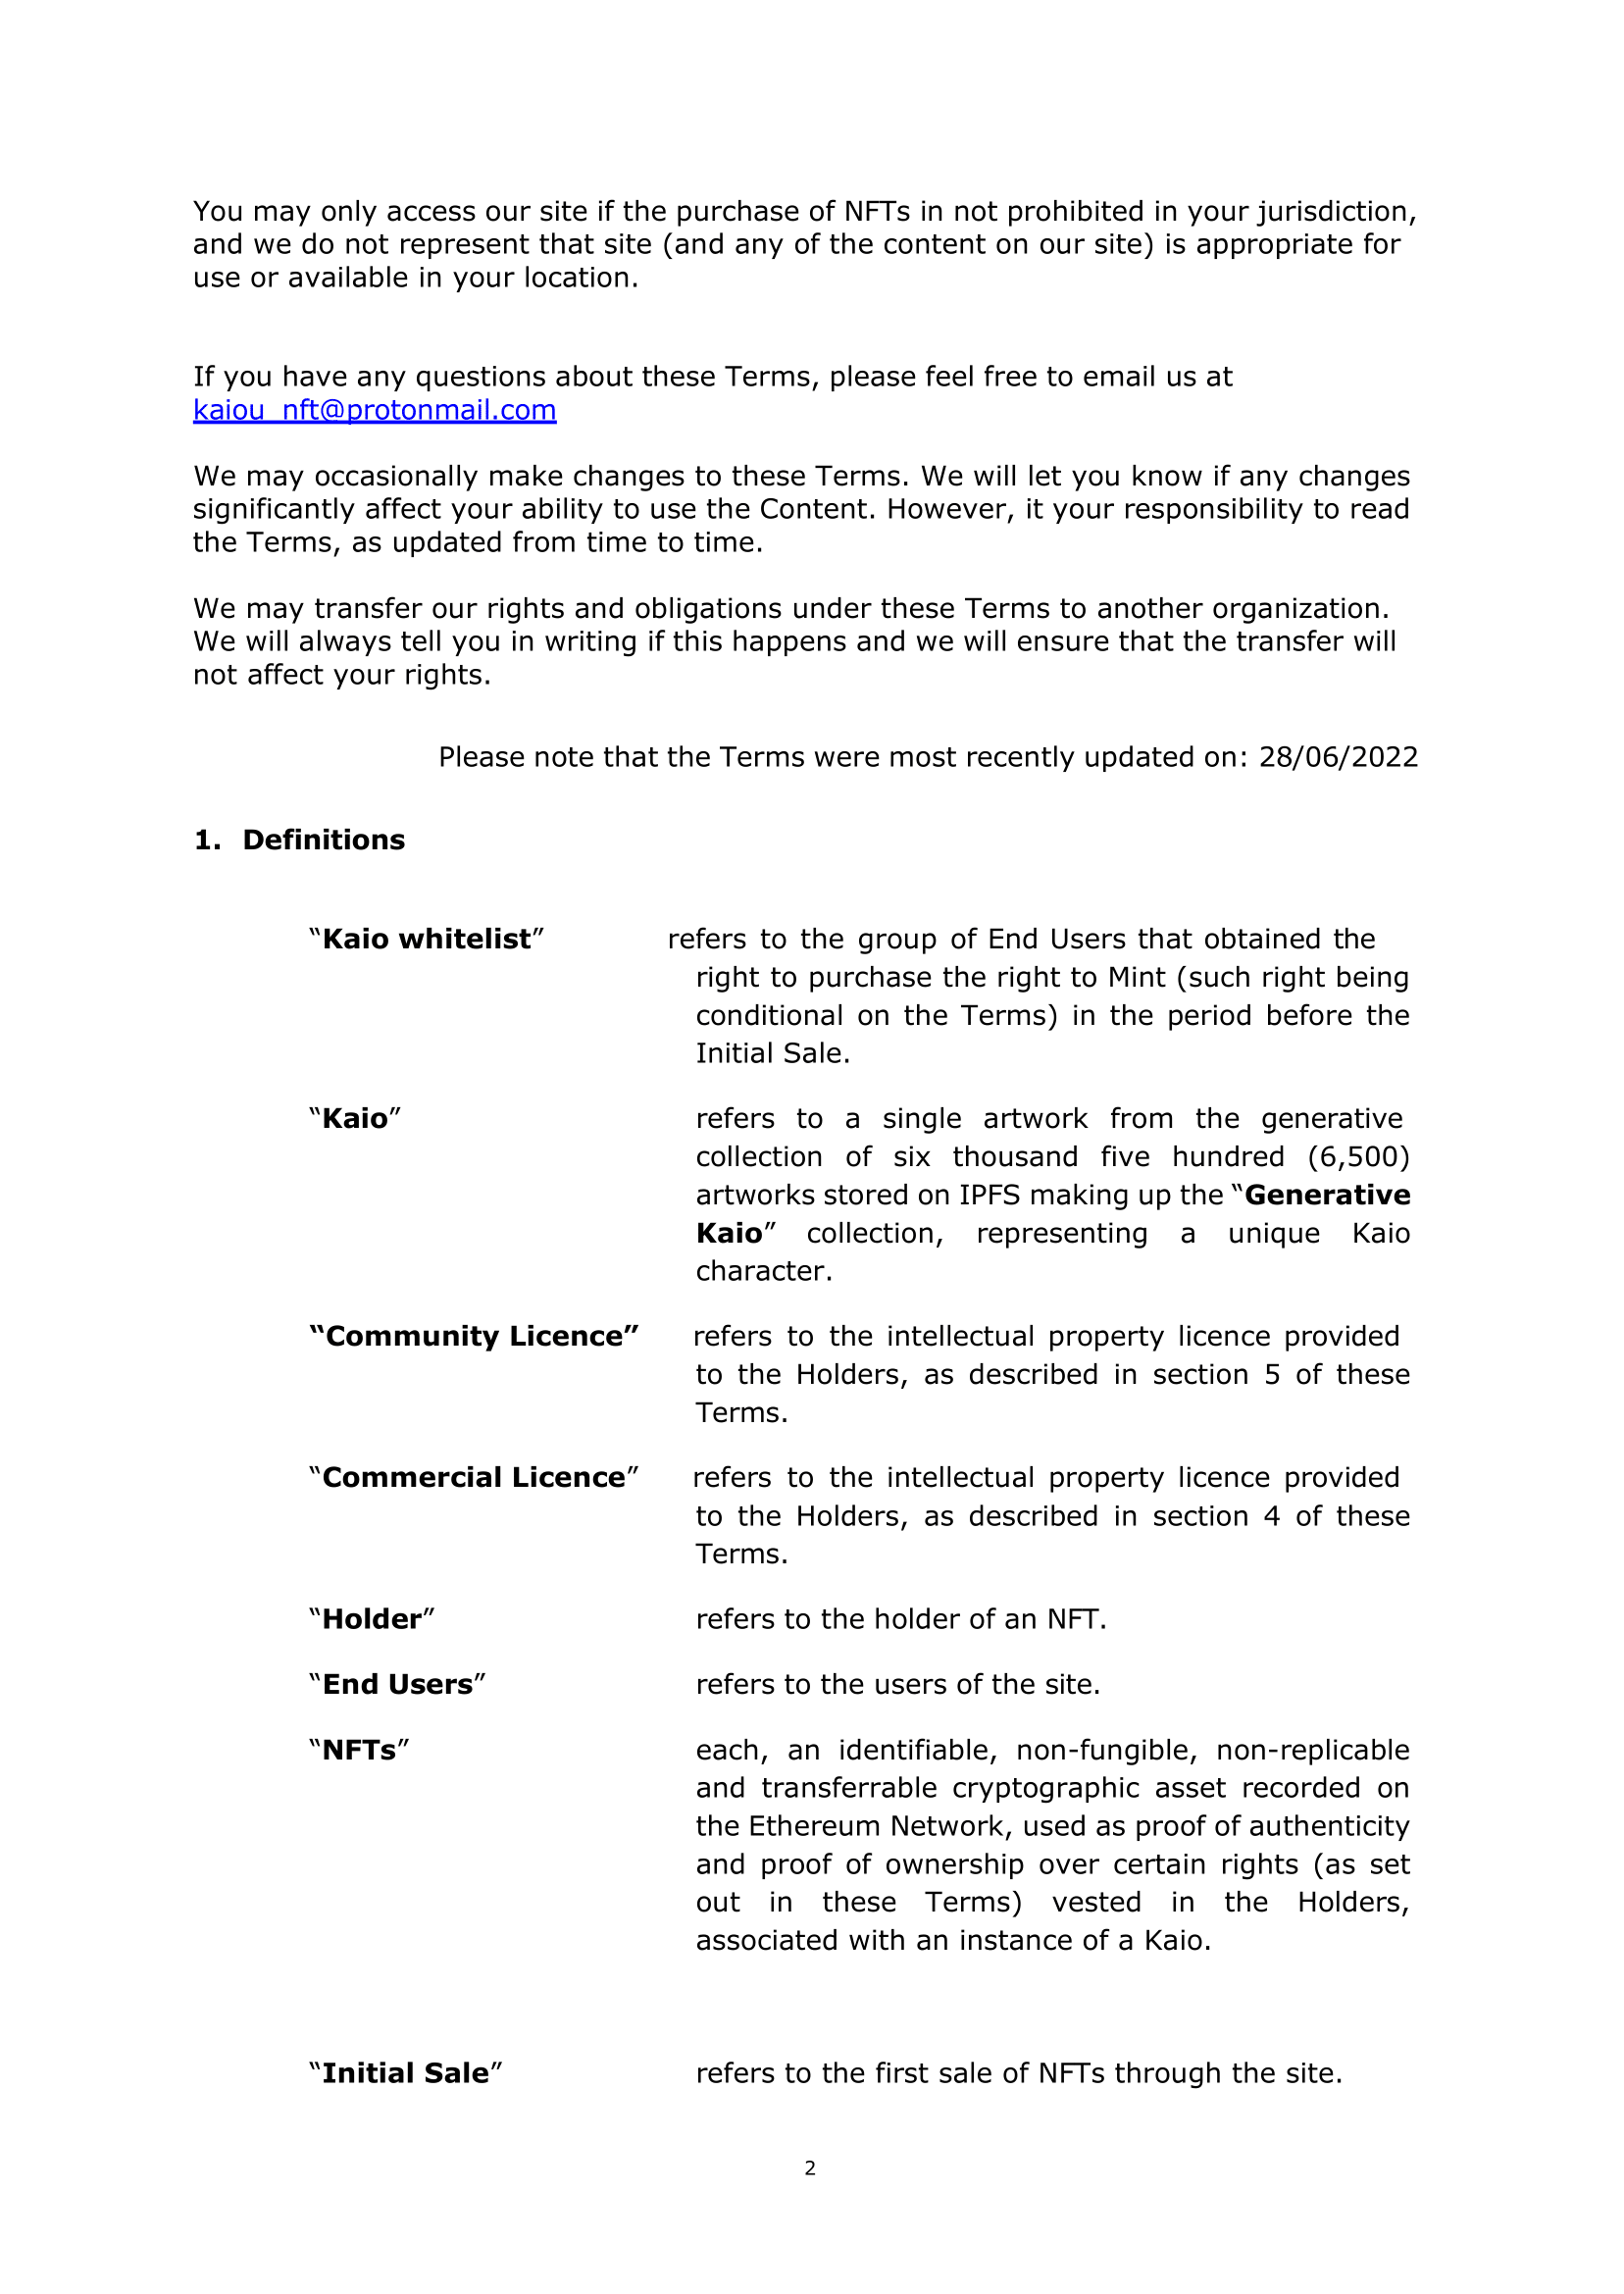 You may only access our site if the purchase of NFTs in not prohibited in your jurisdiction,
and we do not represent that site (and any of the content on our site) is appropriate for
use or available in your location.
If you have any questions about these Terms, please feel free to email us at
kaiou_nft@protonmail.com
We may occasionally make changes to these Terms. We will let you know if any changes
significantly affect your ability to use the Content. However, it your responsibility to read
the Terms, as updated from time to time.
We may transfer our rights and obligations under these Terms to another organization.
We will always tell you in writing if this happens and we will ensure that the transfer will
not affect your rights.
Please note that the Terms were most recently updated on: 28/06/2022
1. Definitions
“Kaio whitelist” refers to the group of End Users that obtained the
right to purchase the right to Mint (such right being
conditional on the Terms) in the period before the
Initial Sale.
“Kaio” refers to a single artwork from the generative
collection of six thousand five hundred (6,500)
artworks stored on IPFS making up the “Generative
Kaio” collection, representing a unique Kaio
character.
“Community Licence” refers to the intellectual property licence provided
to the Holders, as described in section 5 of these
Terms.
“Commercial Licence” refers to the intellectual property licence provided
to the Holders, as described in section 4 of these
Terms.
“Holder” refers to the holder of an NFT.
“End Users” refers to the users of the site.
“NFTs” each, an identifiable, non-fungible, non-replicable
and transferrable cryptographic asset recorded on
the Ethereum Network, used as proof of authenticity
and proof of ownership over certain rights (as set
out in these Terms) vested in the Holders,
associated with an instance of a Kaio.
“Initial Sale” refers to the first sale of NFTs through the site.
2